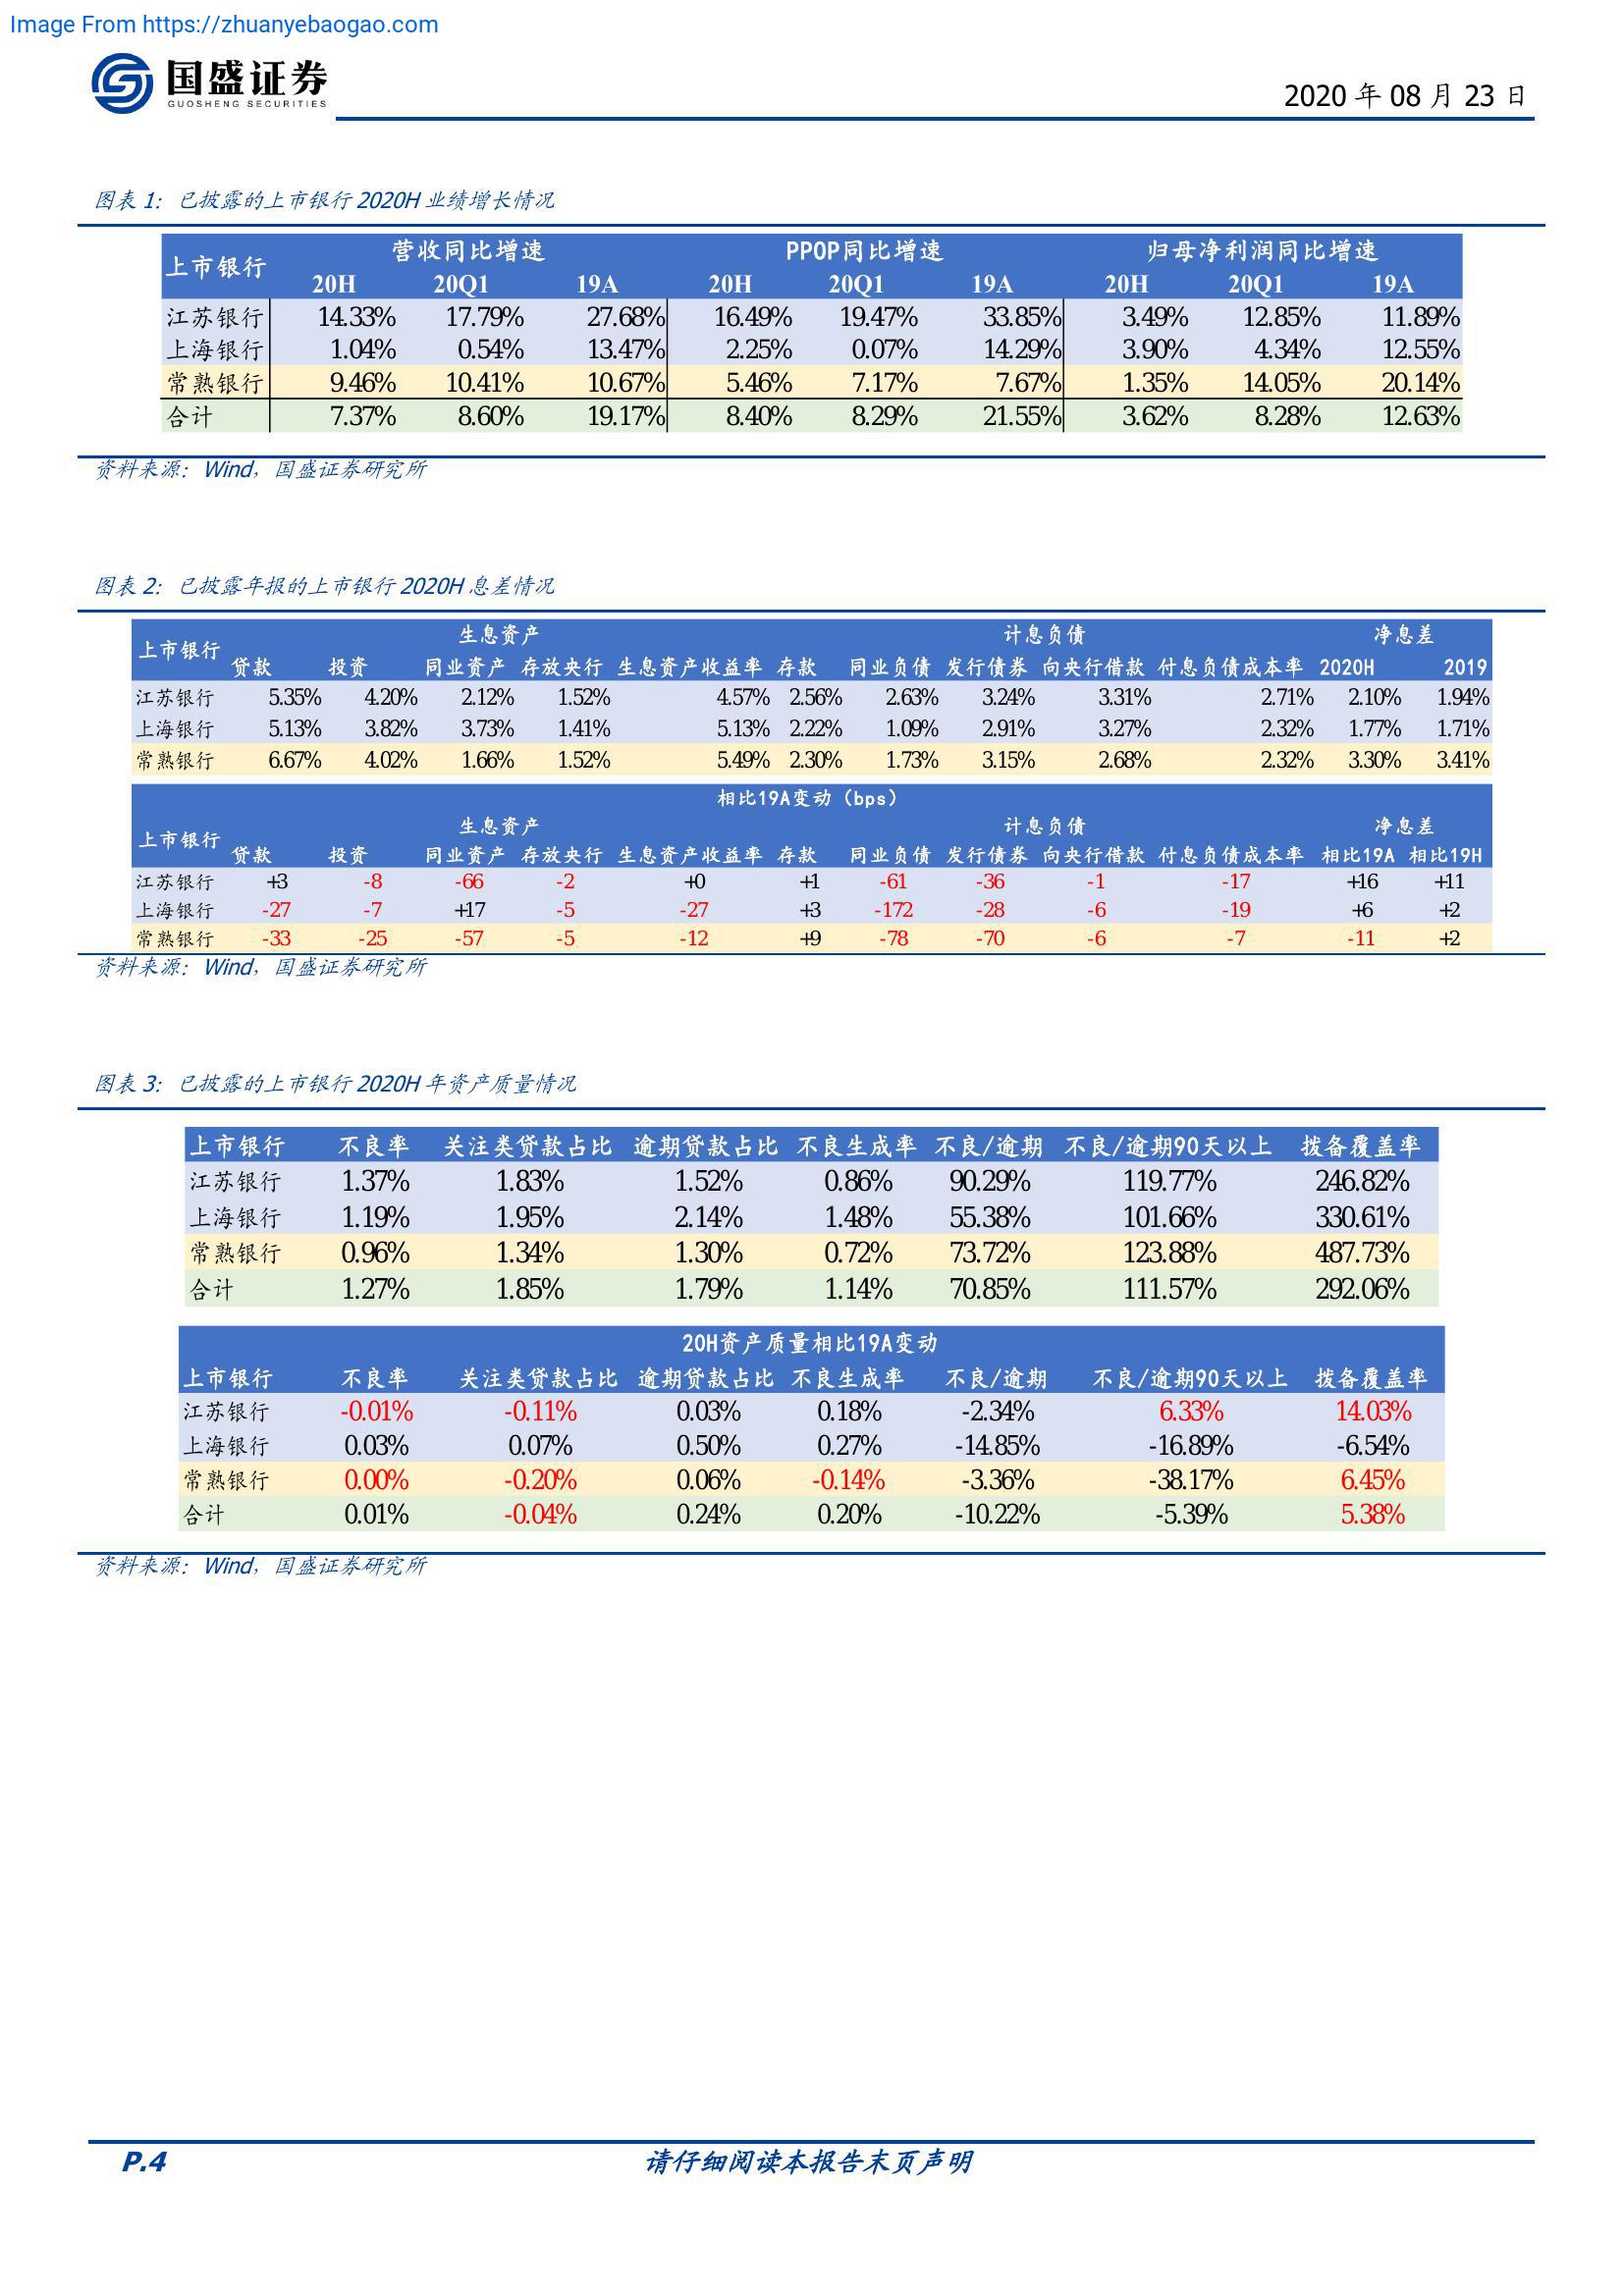 Image From https://zhuanyebaogao.com
国盛证券
GUOSHENG SECURITIES
2020 年 08 月 23 日
图表 1: 已披露的上市银行 2020H 业绩增长情况
上市银行 营收同比增速 PPOP同比增速 归母净利润同比增速
20H 20Q1 19A 20H 20Q1 19A 20H 20Q1 19A
江苏银行 14.33% 17.79% 27.68% 16.49% 19.47% 33.85% 3.49% 12.85% 11.89%
上海银行 1.04% 0.54% 13.47% 2.25% 0.07% 14.29% 3.90% 4.34% 12.55%
常熟银行 9.46% 10.41% 10.67% 5.46% 7.17% 7.67% 1.35% 14.05% 20.14%
合计 7.37% 8.60% 19.17% 8.40% 8.29% 21.55% 3.62% 8.28% 12.63%
资料来源: Wind, 国盛证券研究所
图表 2: 已披露年报的上市银行 2020H 息差情况
上市银行 生息资产 计息负债 净息差
贷款 投资 同业资产 存放央行 生息资产收益率 存款 同业负债 发行债券 向央行借款 付息负债成本率 2020H 2019
江苏银行 5.35% 4.20% 2.12% 1.52% 4.57% 2.56% 2.63% 3.24% 3.31% 2.71% 2.10% 1.94%
上海银行 5.13% 3.82% 3.73% 1.41% 5.13% 2.22% 1.09% 2.91% 3.27% 2.32% 1.77% 1.71%
常熟银行 6.67% 4.02% 1.66% 1.52% 5.49% 2.30% 1.73% 3.15% 2.68% 2.32% 3.30% 3.41%
相比19A变动（bps）
上市银行 生息资产 计息负债 净息差
贷款 投资 同业资产 存放央行 生息资产收益率 存款 同业负债 发行债券 向央行借款 付息负债成本率 相比19A 相比19H
江苏银行 +3 -8 -66 -2 +0 +1 -61 -36 -1 -17 +16 +11
上海银行 -27 -7 +17 -5 -27 +3 -172 -28 -6 -19 +6 +2
常熟银行 -33 -25 -57 -5 -12 +9 -78 -70 -6 -7 -11 +2
资料来源: Wind, 国盛证券研究所
图表 3: 已披露的上市银行 2020H 年资产质量情况
上市银行 不良率 关注类贷款占比 逾期贷款占比 不良生成率 不良/逾期 不良/逾期90天以上 拨备覆盖率
江苏银行 1.37% 1.83% 1.52% 0.86% 90.29% 119.77% 246.82%
上海银行 1.19% 1.95% 2.14% 1.48% 55.38% 101.66% 330.61%
常熟银行 0.96% 1.34% 1.30% 0.72% 73.72% 123.88% 487.73%
合计 1.27% 1.85% 1.79% 1.14% 70.85% 111.57% 292.06%
20H资产质量相比19A变动
上市银行 不良率 关注类贷款占比 逾期贷款占比 不良生成率 不良/逾期 不良/逾期90天以上 拨备覆盖率
江苏银行 -0.01% -0.11% 0.03% 0.18% -2.34% 6.33% 14.03%
上海银行 0.03% 0.07% 0.50% 0.27% -14.85% -16.89% -6.54%
常熟银行 0.00% -0.20% 0.06% -0.14% -3.36% -38.17% 6.45%
合计 0.01% -0.04% 0.24% 0.20% -10.22% -5.39% 5.38%
资料来源: Wind, 国盛证券研究所
P.4 请仔细阅读本报告末页声明